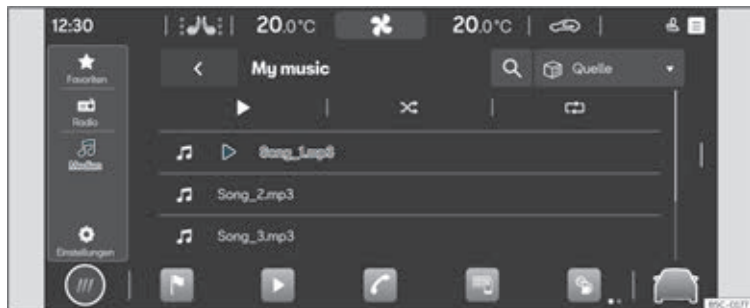 12:30
20.0°C
20.0°C
My music
Quelle
Favoriten
Radio
Medien
Song_1.mp3
Song_2.mp3
Song_3.mp3
Einstellungen
BSC-0177